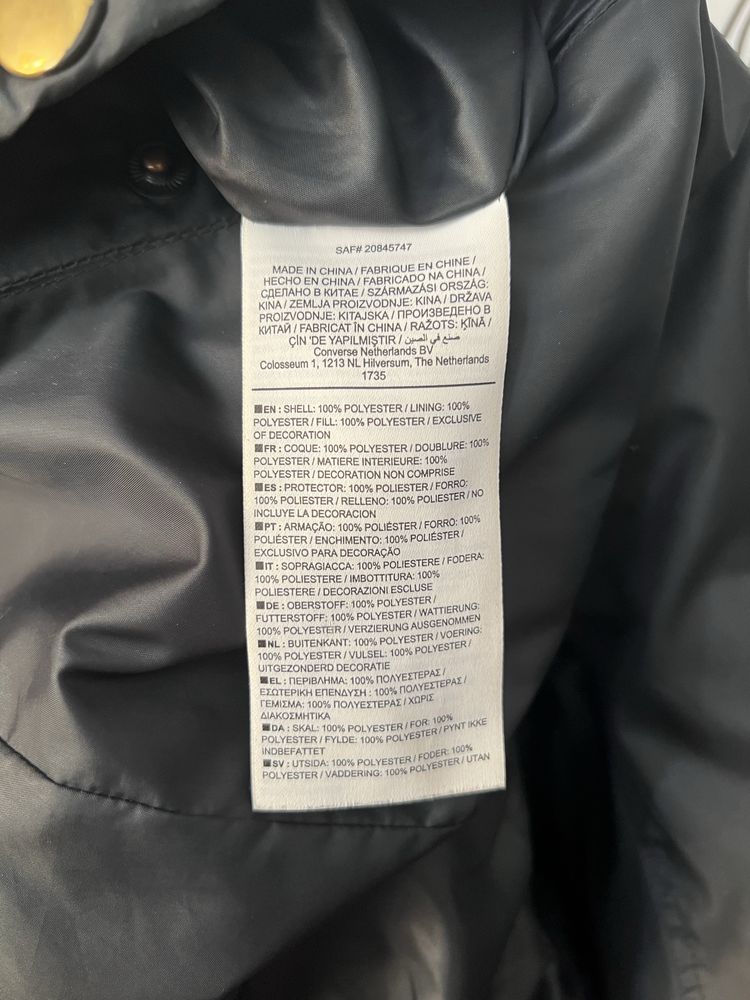 SAF# 20845747
MADE IN CHINA / FABRIQUE EN CHINE /
HECHO EN CHINA / FABRICADO NA CHINA /
СДЕЛАНО В КИТАЕ / SZÁRMAZÁSI ORSZÁG:
KINA / ZEMLJA PROIZVODNJE: KINA / DRŽAVA
PROIZVODNJE: KITAJSKA / ПРОИЗВЕДЕНО В
КИТАЙ / FABRICAT ÎN CHINA / RAŽOTS: ĶĪNĀ /
ÇİN 'DE YAPILMIŞTIR / صنع في الصين
Converse Netherlands BV
Colosseum 1, 1213 NL Hilversum, The Netherlands
1735
EN : SHELL: 100% POLYESTER / LINING: 100%
POLYESTER / FILL: 100% POLYESTER / EXCLUSIVE
OF DECORATION
FR : COQUE: 100% POLYESTER / DOUBLURE: 100%
POLYESTER / MATIERE INTERIEURE: 100%
POLYESTER / DECORATION NON COMPRISE
ES : PROTECTOR: 100% POLIESTER / FORRO:
100% POLIESTER / RELLENO: 100% POLIESTER / NO
INCLUYE LA DECORACION
PT : ARMAÇÃO: 100% POLIÉSTER / FORRO: 100%
POLIÉSTER / ENCHIMENTO: 100% POLIÉSTER /
EXCLUSIVO PARA DECORAÇÃO
IT : SOPRAGIACCA: 100% POLIESTERE / FODERA:
100% POLIESTERE / IMBOTTITURA: 100%
POLIESTERE / DECORAZIONI ESCLUSE
DE : OBERSTOFF: 100% POLYESTER /
FUTTERSTOFF: 100% POLYESTER / WATTIERUNG:
100% POLYESTEIR / VERZIERUNG AUSGENOMMEN
NL : BUITENKANT: 100% POLYESTER / VOERING:
100% POLYESTER / VULSEL: 100% POLYESTER /
UITGEZONDERD DECORATIE
EL : ΠΕΡΙΒΛΗΜΑ: 100% ΠΟΛΥΕΣΤΕΡΑΣ /
ΕΣΩΤΕΡΙΚΗ ΕΠΕΝΔΥΣΗ : 100% ΠΟΛΥΕΣΤΕΡΑΣ /
ΓΕΜΙΣΜΑ: 100% ΠΟΛΥΕΣΤΕΡΑΣ / ΧΩΡΙΣ
ΔΙΑΚΟΣΜΗΤΙΚΑ
DA : SKAL: 100% POLYESTER / FOR: 100%
POLYESTER / FYLDE: 100% POLYESTER / PYNT IKKE
INDBEFATTET
SV : UTSIDA: 100% POLYESTER / FODER: 100%
POLYESTER / VADDERING: 100% POLYESTER / UTAN